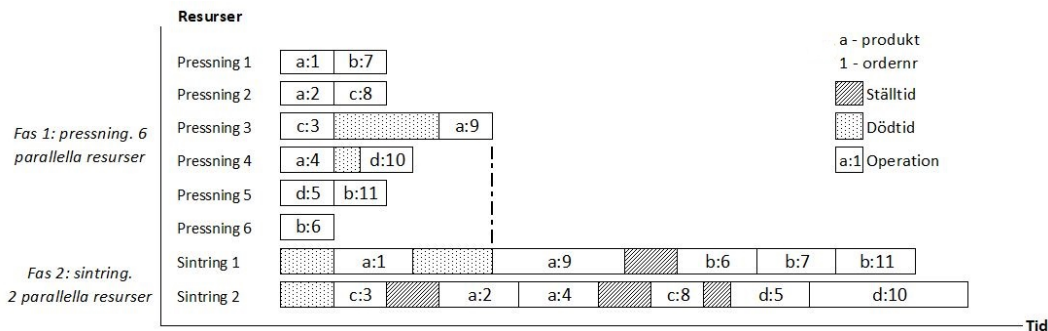 Resurser
a - produkt
1 - ordernr
Ställtid
Dödtid
a:1 Operation
Fas 1: pressning. 6
parallella resurser
Pressning 1 a:1 b:7
Pressning 2 a:2 c:8
Pressning 3 c:3 a:9
Pressning 4 a:4 d:10
Pressning 5 d:5 b:11
Pressning 6 b:6
Fas 2: sintring.
2 parallella resurser
Sintring 1 a:1 a:9 b:6 b:7 b:11
Sintring 2 c:3 a:2 a:4 c:8 d:5 d:10
Tid